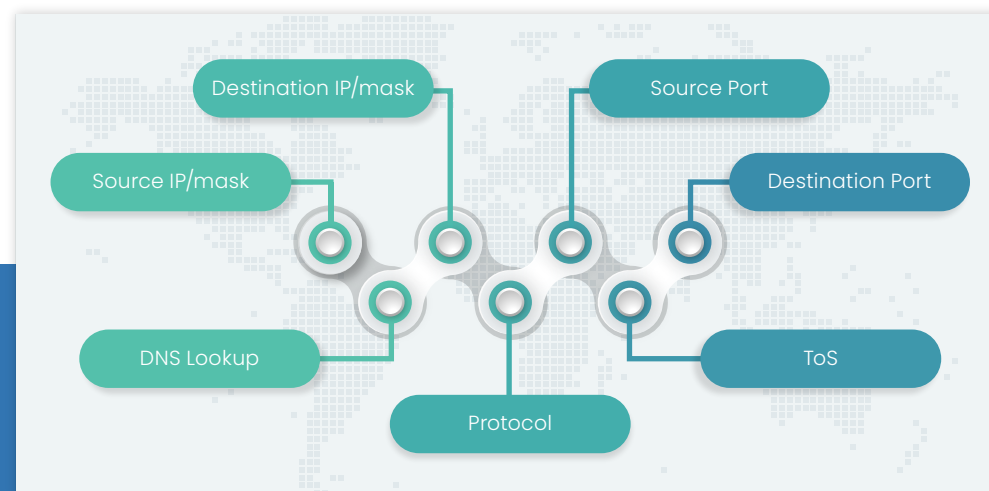 Destination IP/mask
Source Port
Source IP/mask
Destination Port
DNS Lookup
ToS
Protocol